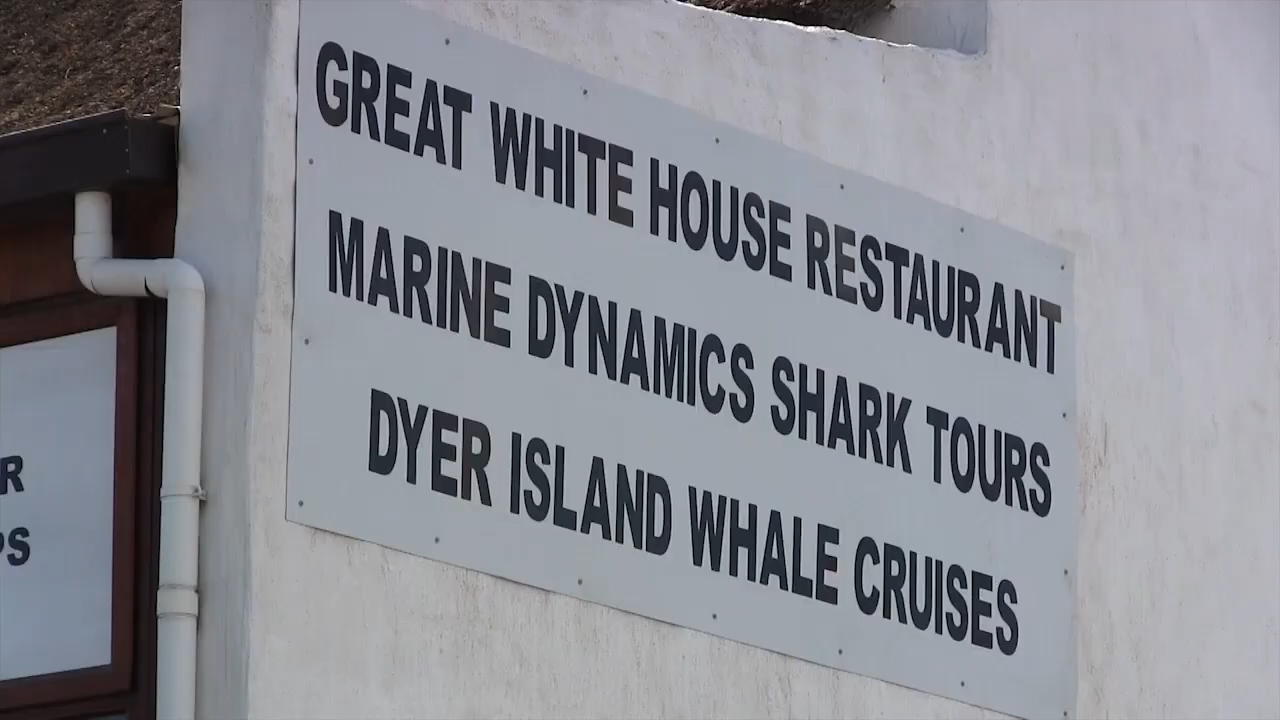 GREAT WHITE HOUSE RESTAURANT
MARINE DYNAMICS SHARK TOURS
DYER ISLAND WHALE CRUISES